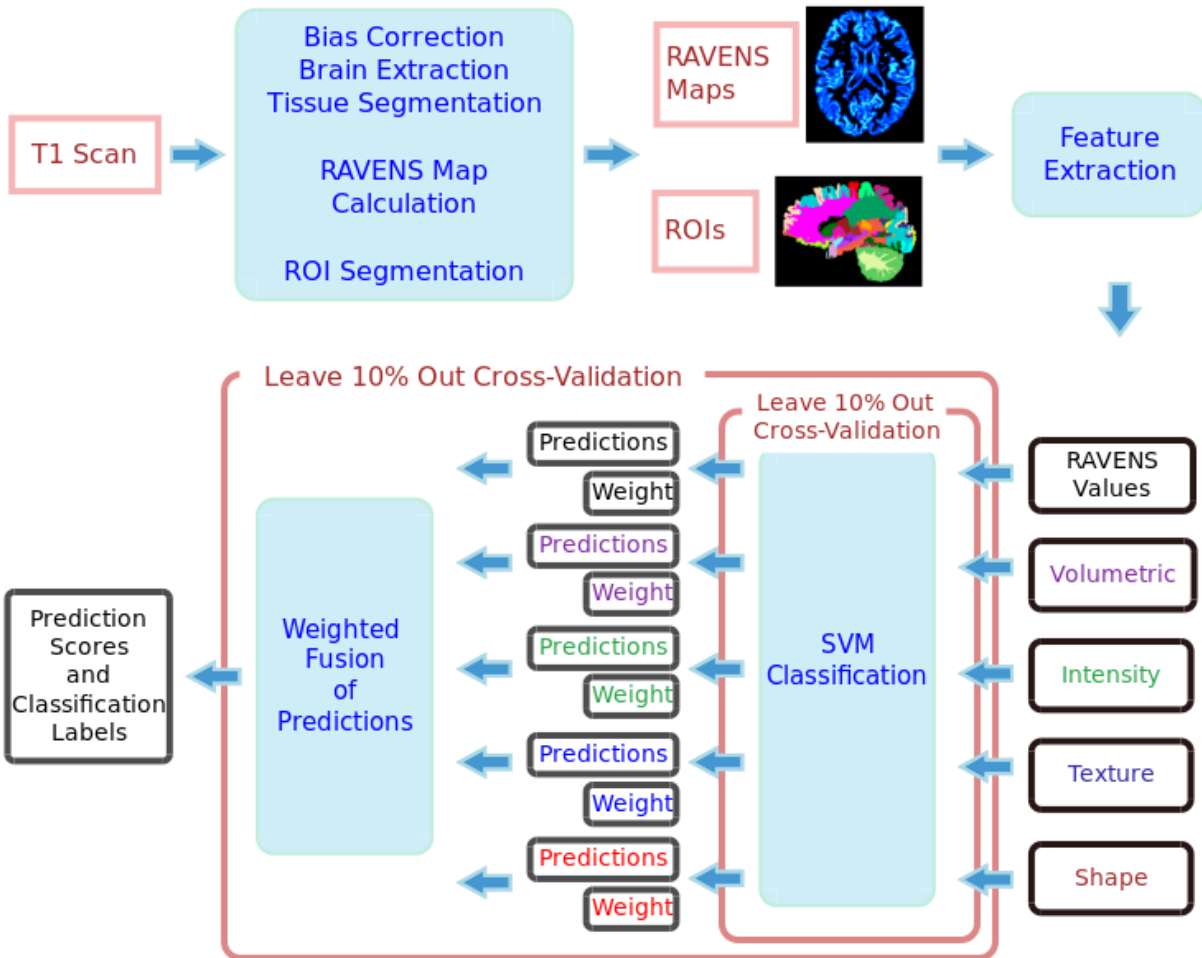 T1 Scan
Bias Correction
Brain Extraction
Tissue Segmentation
RAVENS Map
Calculation
ROI Segmentation
RAVENS
Maps
ROIs
Feature
Extraction
Leave 10% Out Cross-Validation
Leave 10% Out
Cross-Validation
RAVENS
Values
Volumetric
Intensity
Texture
Shape
SVM
Classification
Predictions
Weight
Predictions
Weight
Predictions
Weight
Predictions
Weight
Predictions
Weight
Weighted
Fusion
of
Predictions
Prediction
Scores
and
Classification
Labels